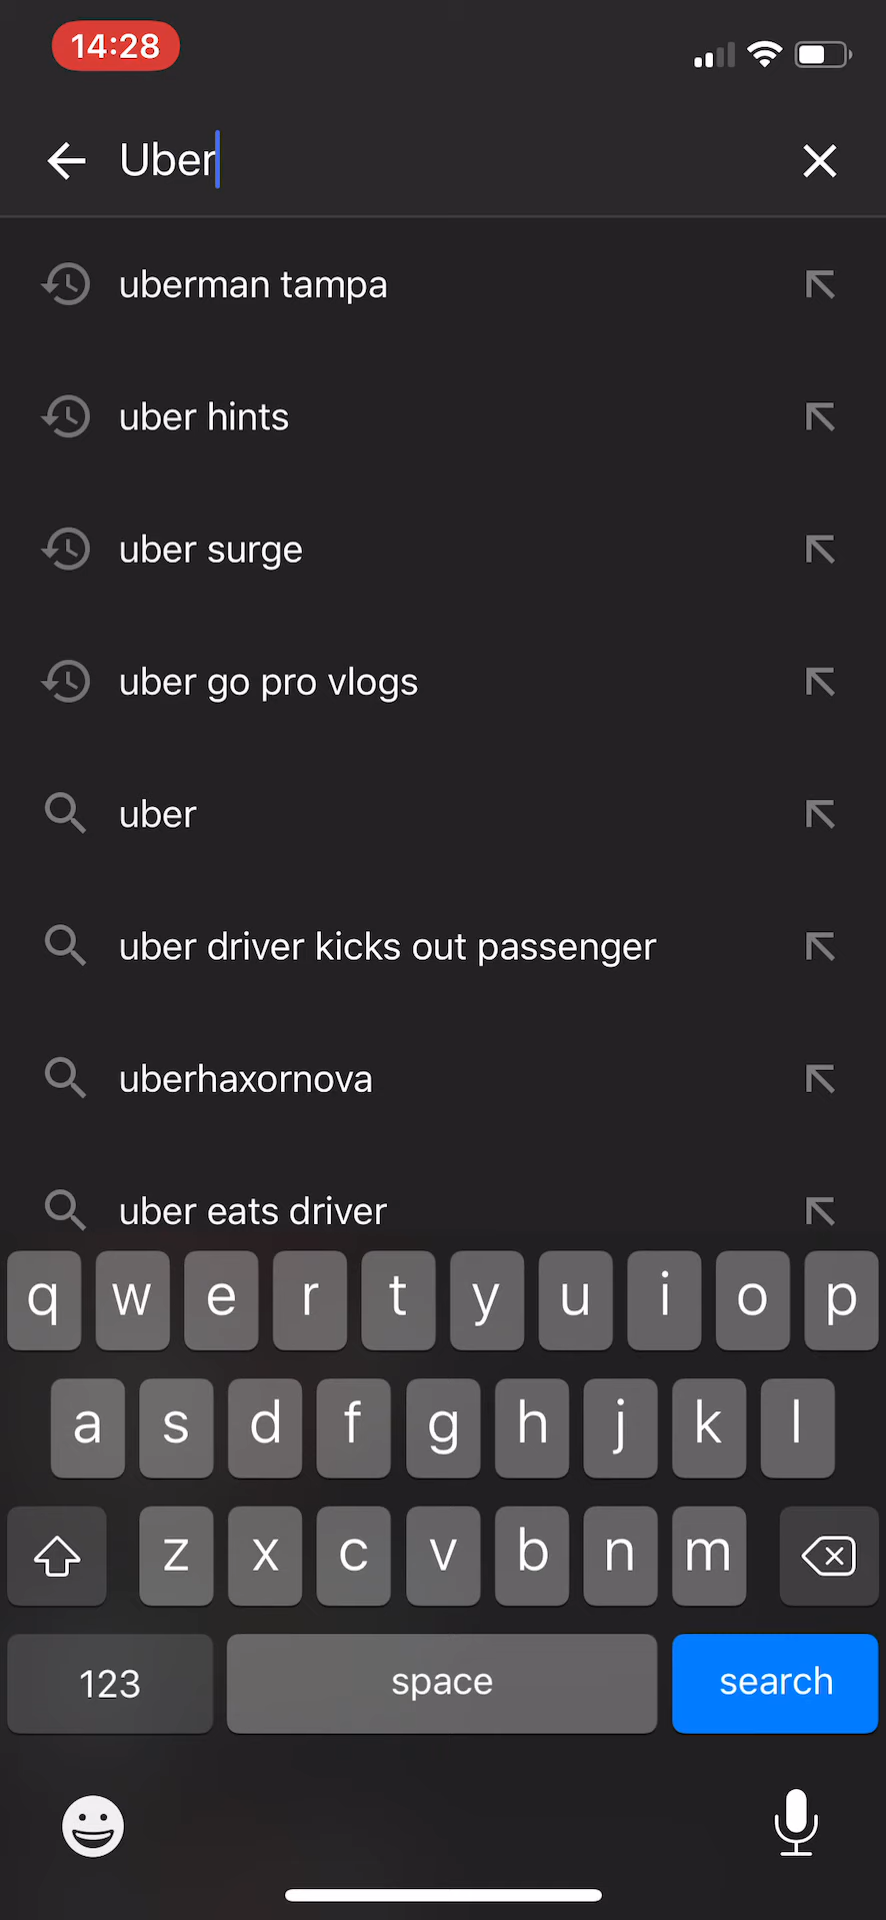 14:28
Uber
uberman tampa
uber hints
uber surge
uber go pro vlogs
uber
uber driver kicks out passenger
uberhaxornova
uber eats driver
q w e r t y u i o p
a s d f g h j k l
z x c v b n m
123 space search